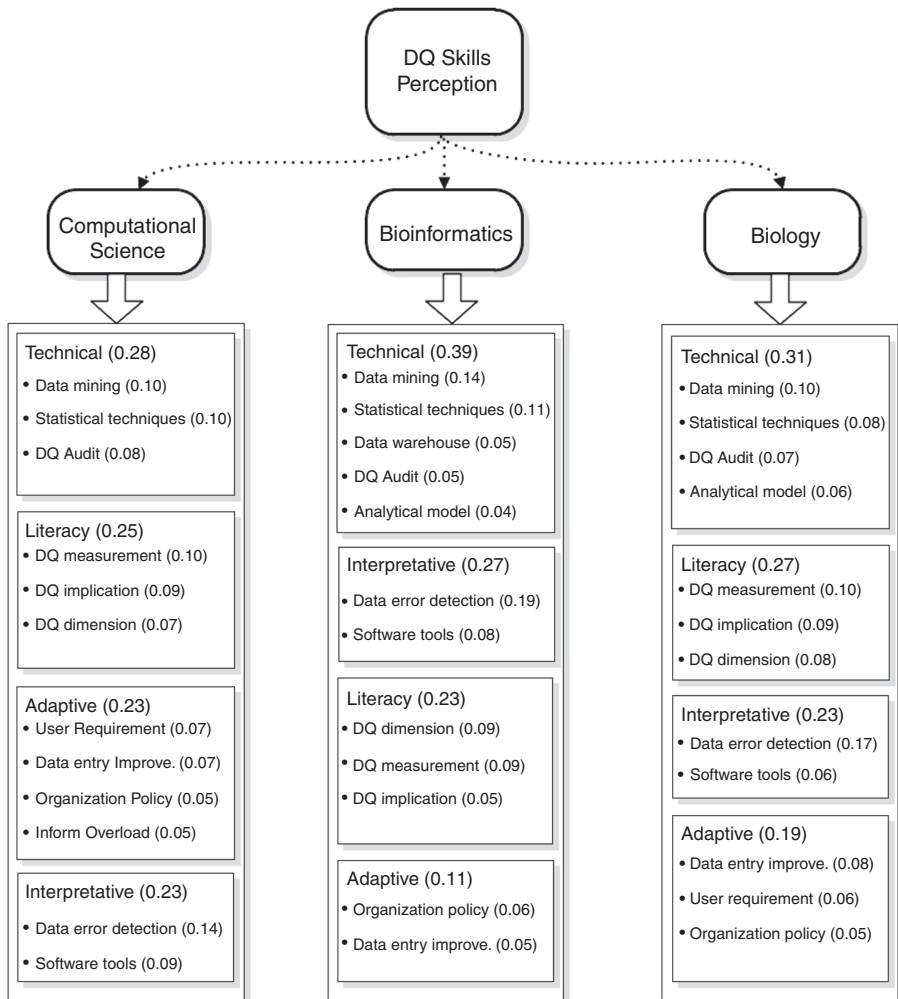 DQ Skills
Perception
Computational
Science
Bioinformatics
Biology
Technical (0.28)
• Data mining (0.10)
• Statistical techniques (0.10)
• DQ Audit (0.08)
Literacy (0.25)
• DQ measurement (0.10)
• DQ implication (0.09)
• DQ dimension (0.07)
Adaptive (0.23)
• User Requirement (0.07)
• Data entry Improve. (0.07)
• Organization Policy (0.05)
• Inform Overload (0.05)
Interpretative (0.23)
• Data error detection (0.14)
• Software tools (0.09)
Technical (0.39)
• Data mining (0.14)
• Statistical techniques (0.11)
• Data warehouse (0.05)
• DQ Audit (0.05)
• Analytical model (0.04)
Interpretative (0.27)
• Data error detection (0.19)
• Software tools (0.08)
Literacy (0.23)
• DQ dimension (0.09)
• DQ measurement (0.09)
• DQ implication (0.05)
Adaptive (0.11)
• Organization policy (0.06)
• Data entry improve. (0.05)
Technical (0.31)
• Data mining (0.10)
• Statistical techniques (0.08)
• DQ Audit (0.07)
• Analytical model (0.06)
Literacy (0.27)
• DQ measurement (0.10)
• DQ implication (0.09)
• DQ dimension (0.08)
Interpretative (0.23)
• Data error detection (0.17)
• Software tools (0.06)
Adaptive (0.19)
• Data entry improve. (0.08)
• User requirement (0.06)
• Organization policy (0.05)